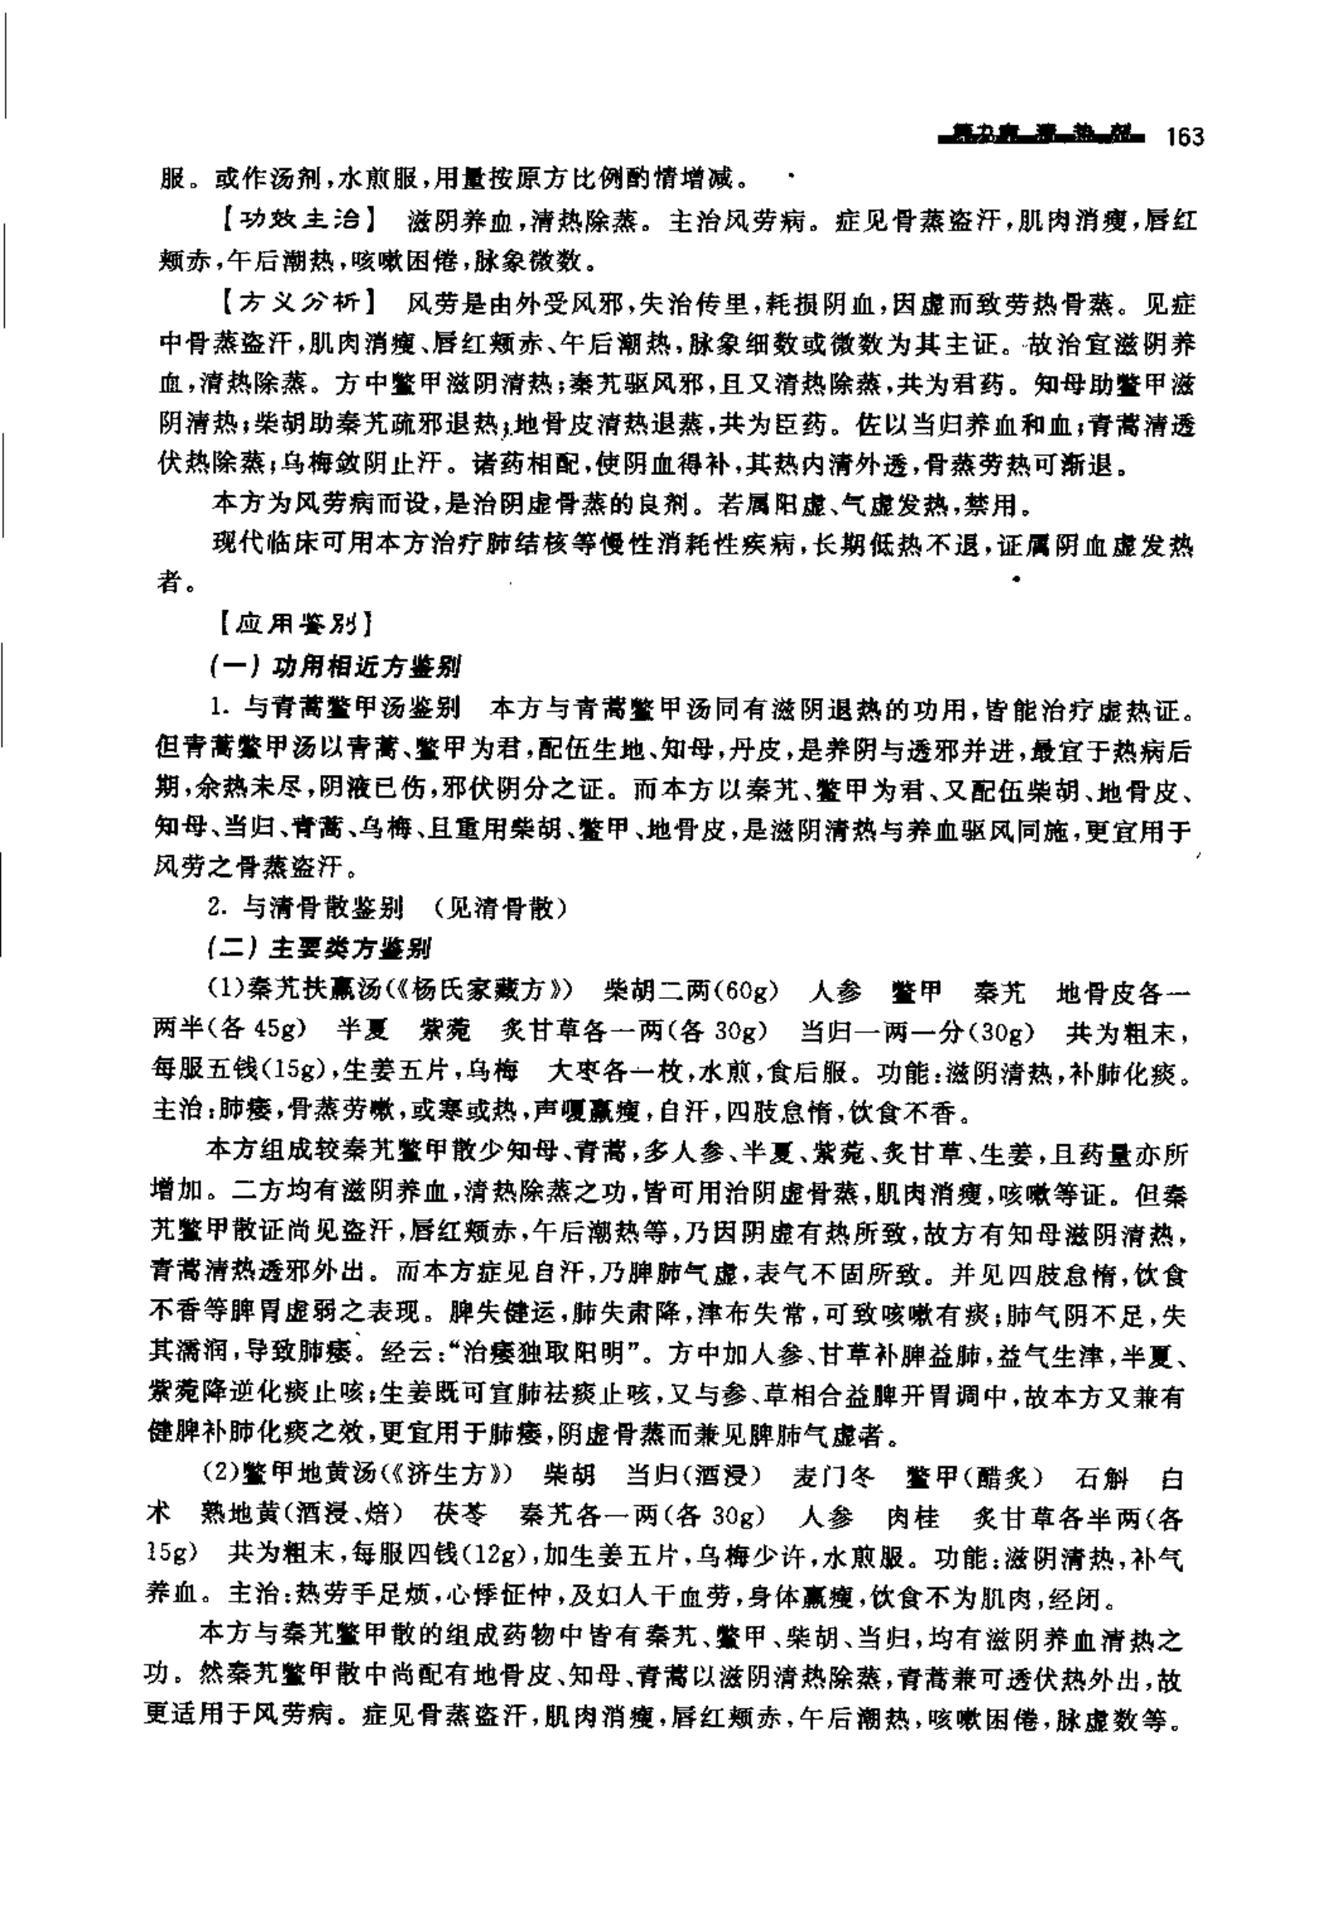 清热剂 163
服。或作汤剂,水煎服,用量按原方比例酌情增减。
【功效主治】 滋阴养血,清热除蒸。主治风劳病。症见骨蒸盗汗,肌肉消瘦,唇红
颊赤,午后潮热,咳嗽困倦,脉象微数。
【方义分析】 风劳是由外受风邪,失治传里,耗损阴血,因虚而致劳热骨蒸。见症
中骨蒸盗汗,肌肉消瘦、唇红颊赤、午后潮热,脉象细数或微数为其主证。故治宜滋阴养
血,清热除蒸。方中鳖甲滋阴清热;秦艽驱风邪,且又清热除蒸,共为君药。知母助鳖甲滋
阴清热;柴胡助秦艽疏邪退热;地骨皮清热退蒸,共为臣药。佐以当归养血和血;青蒿清透
伏热除蒸;乌梅敛阴止汗。诸药相配,使阴血得补,其热内清外透,骨蒸劳热可渐退。
本方为风劳病而设,是治阴虚骨蒸的良剂。若属阳虚、气虚发热,禁用。
现代临床可用本方治疗肺结核等慢性消耗性疾病,长期低热不退,证属阴血虚发热
者。
【应用鉴别】
(一)功用相近方鉴别
1. 与青蒿鳖甲汤鉴别 本方与青蒿鳖甲汤同有滋阴退热的功用,皆能治疗虚热证。
但青蒿鳖甲汤以青蒿、鳖甲为君,配伍生地、知母,丹皮,是养阴与透邪并进,最宜于热病后
期,余热未尽,阴液已伤,邪伏阴分之证。而本方以秦艽、鳖甲为君、又配伍柴胡、地骨皮、
知母、当归、青蒿、乌梅、且重用柴胡、鳖甲、地骨皮,是滋阴清热与养血驱风同施,更宜用于
风劳之骨蒸盗汗。
2. 与清骨散鉴别 (见清骨散)
(二)主要类方鉴别
(1)秦艽扶羸汤(《杨氏家藏方》) 柴胡二两(60g) 人参 鳖甲 秦艽 地骨皮各一
两半(各 45g) 半夏 紫菀 炙甘草各一两(各 30g) 当归一两一分(30g) 共为粗末,
每服五钱(15g),生姜五片,乌梅 大枣各一枚,水煎,食后服。功能:滋阴清热,补肺化痰。
主治:肺痿,骨蒸劳嗽,或寒或热,声嗄羸瘦,自汗,四肢怠惰,饮食不香。
本方组成较秦艽鳖甲散少知母、青蒿,多人参、半夏、紫菀、炙甘草、生姜,且药量亦所
增加。二方均有滋阴养血,清热除蒸之功,皆可用治阴虚骨蒸,肌肉消瘦,咳嗽等证。但秦
艽鳖甲散证尚见盗汗,唇红颊赤,午后潮热等,乃因阴虚有热所致,故方有知母滋阴清热,
青蒿清热透邪外出。而本方症见自汗,乃脾肺气虚,表气不固所致。并见四肢怠惰,饮食
不香等脾胃虚弱之表现。脾失健运,肺失肃降,津布失常,可致咳嗽有痰;肺气阴不足,失
其濡润,导致肺痿。经云:“治痿独取阳明”。方中加人参、甘草补脾益肺,益气生津,半夏、
紫菀降逆化痰止咳;生姜既可宣肺祛痰止咳,又与参、草相合益脾开胃调中,故本方又兼有
健脾补肺化痰之效,更宜用于肺痿,阴虚骨蒸而兼见脾肺气虚者。
(2)鳖甲地黄汤(《济生方》) 柴胡 当归(酒浸) 麦门冬 鳖甲(醋炙) 石斛 白
术 熟地黄(酒浸、焙) 茯苓 秦艽各一两(各 30g) 人参 肉桂 炙甘草各半两(各
15g) 共为粗末,每服四钱(12g),加生姜五片,乌梅少许,水煎服。功能:滋阴清热,补气
养血。主治:热劳手足烦,心悸怔忡,及妇人干血劳,身体羸瘦,饮食不为肌肉,经闭。
本方与秦艽鳖甲散的组成药物中皆有秦艽、鳖甲、柴胡、当归,均有滋阴养血清热之
功。然秦艽鳖甲散中尚配有地骨皮、知母、青蒿以滋阴清热除蒸,青蒿兼可透伏热外出,故
更适用于风劳病。症见骨蒸盗汗,肌肉消瘦,唇红颊赤,午后潮热,咳嗽困倦,脉虚数等。